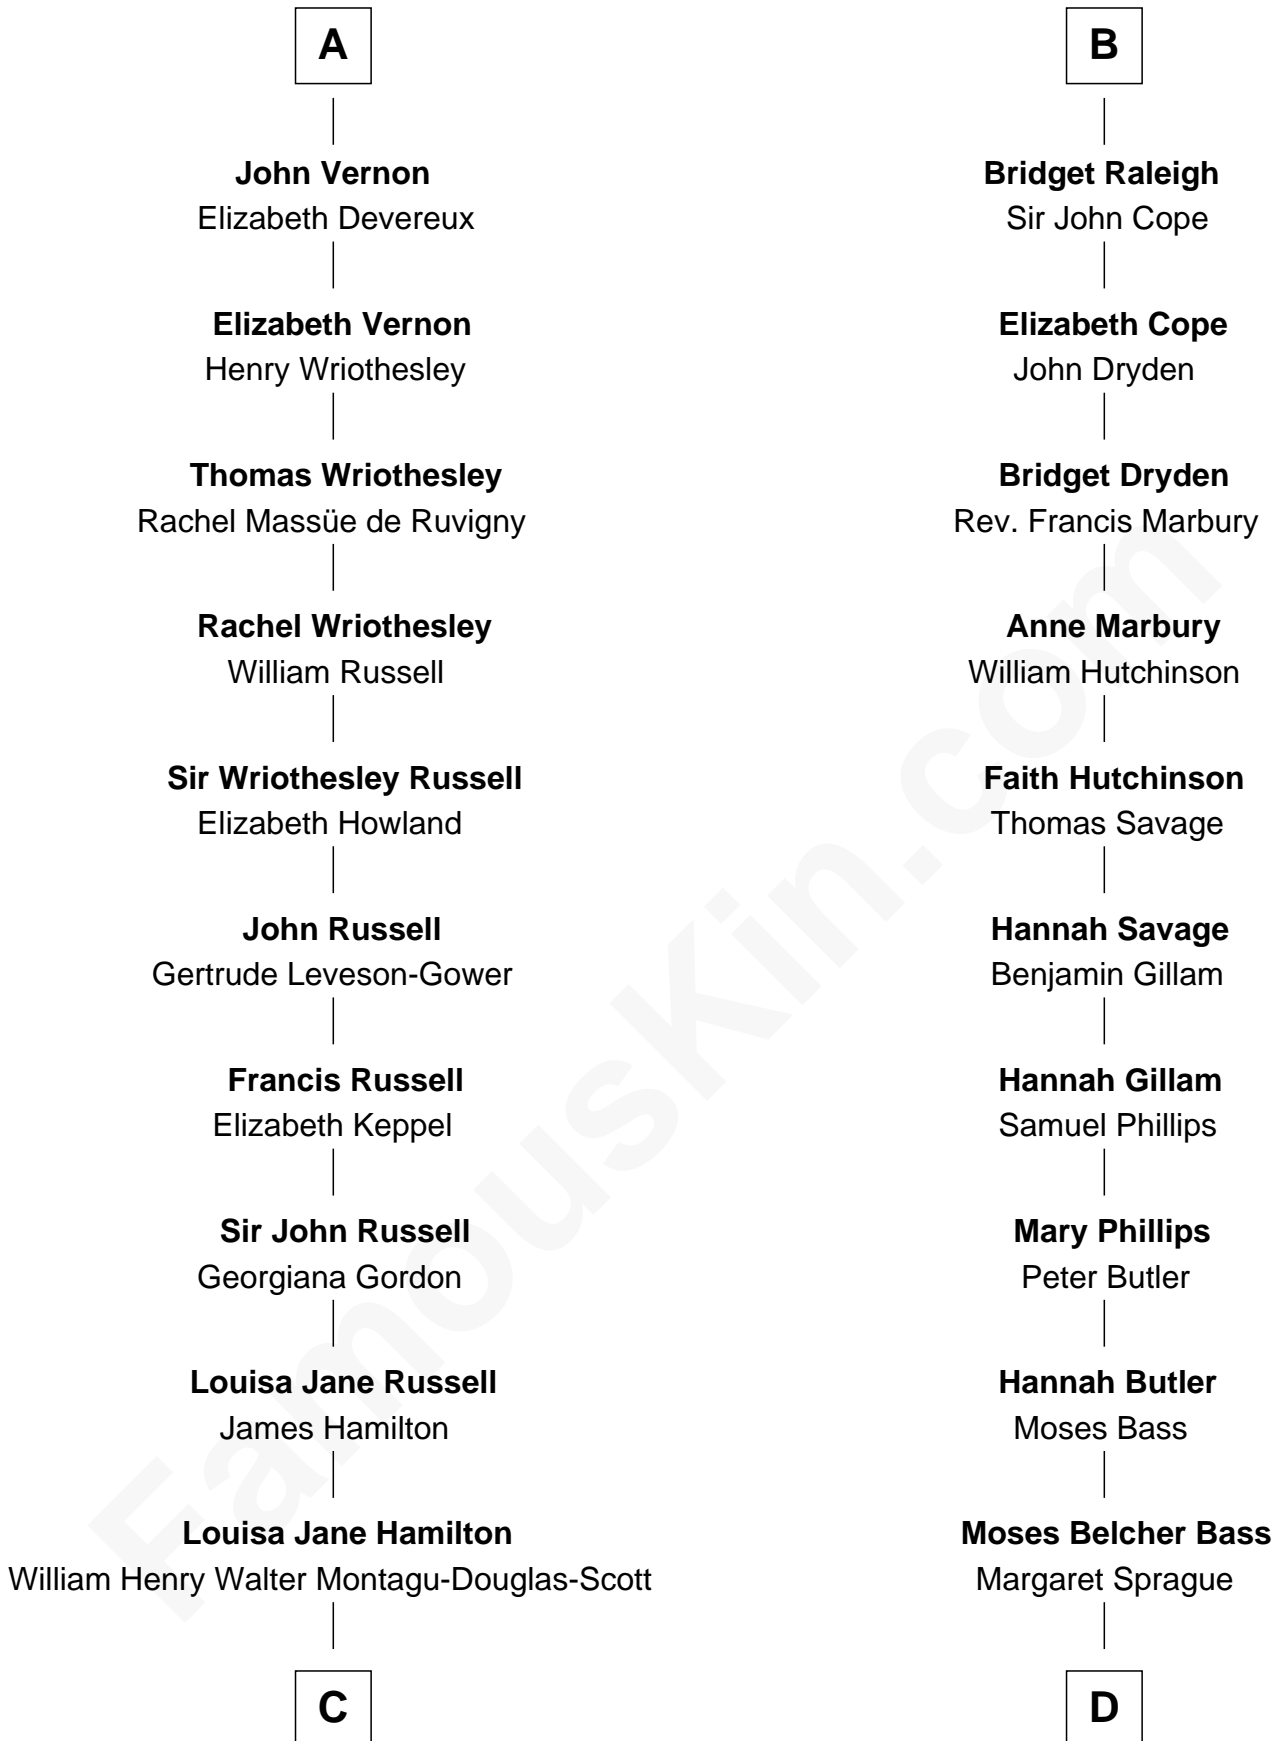 A
John Vernon
Elizabeth Devereux
Elizabeth Vernon
Henry Wriothesley
Thomas Wriothesley
Rachel Massüe de Ruvigny
Rachel Wriothesley
William Russell
Sir Wriothesley Russell
Elizabeth Howland
John Russell
Gertrude Leveson-Gower
Francis Russell
Elizabeth Keppel
Sir John Russell
Georgiana Gordon
Louisa Jane Russell
James Hamilton
Louisa Jane Hamilton
William Henry Walter Montagu-Douglas-Scott
C
B
Bridget Raleigh
Sir John Cope
Elizabeth Cope
John Dryden
Bridget Dryden
Rev. Francis Marbury
Anne Marbury
William Hutchinson
Faith Hutchinson
Thomas Savage
Hannah Savage
Benjamin Gillam
Hannah Gillam
Samuel Phillips
Mary Phillips
Peter Butler
Hannah Butler
Moses Bass
Moses Belcher Bass
Margaret Sprague
D
FamousKin.com